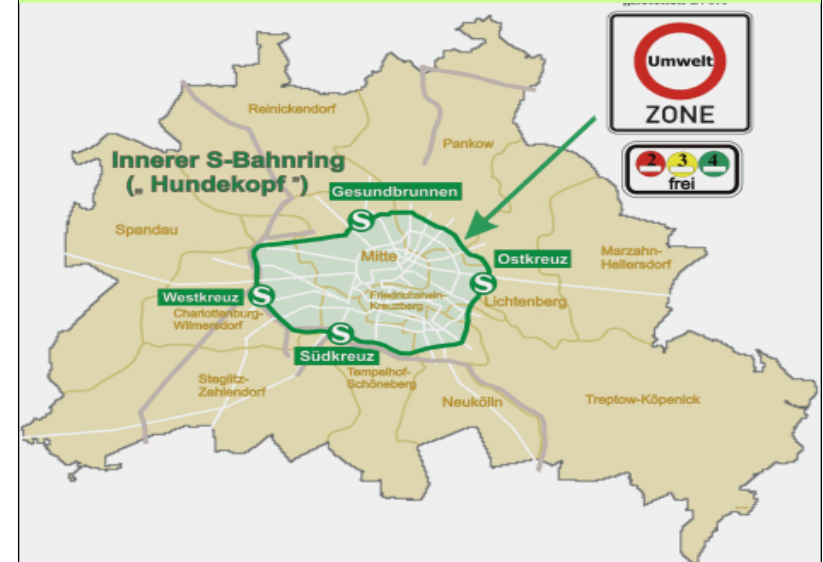 Umwelt
ZONE
2 3 4
frei
Reinickendorf
Pankow
Innerer S-Bahnring
(„ Hundekopf ")
Gesundbrunnen
S
Spandau
Mitte
Ostkreuz
S
Marzahn-
Hellersdorf
Westkreuz
S
Friedrichshain-
Kreuzberg
Lichtenberg
Charlottenburg-
Wilmersdorf
S
Südkreuz
Steglitz-
Zehlendorf
Tempelhof-
Schöneberg
Neukölln
Treptow-Köpenick